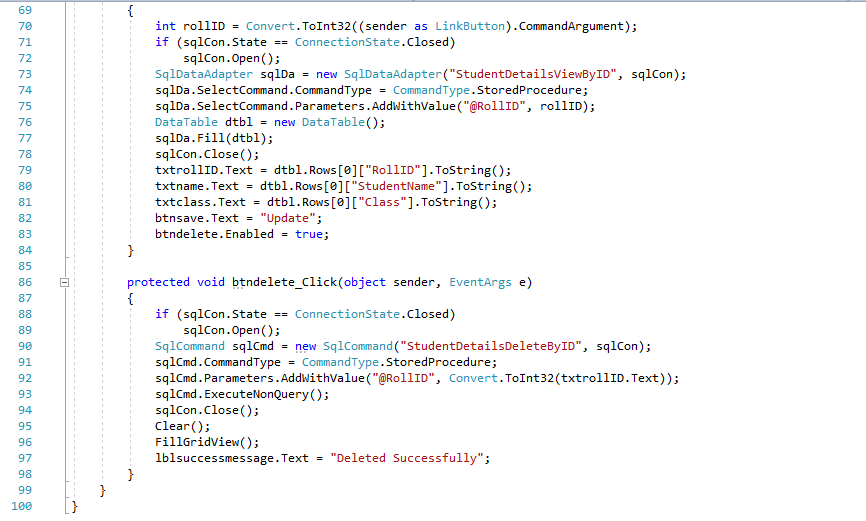 69 {
70 int rollID = Convert.ToInt32((sender as LinkButton).CommandArgument);
71 if (sqlCon.State == ConnectionState.Closed)
72 sqlCon.Open();
73 SqlDataAdapter sqlDa = new SqlDataAdapter("StudentDetailsViewByID", sqlCon);
74 sqlDa.SelectCommand.CommandType = CommandType.StoredProcedure;
75 sqlDa.SelectCommand.Parameters.AddWithValue("@RollID", rollID);
76 DataTable dtbl = new DataTable();
77 sqlDa.Fill(dtbl);
78 sqlCon.Close();
79 txtrollID.Text = dtbl.Rows[0]["RollID"].ToString();
80 txtname.Text = dtbl.Rows[0]["StudentName"].ToString();
81 txtclass.Text = dtbl.Rows[0]["Class"].ToString();
82 btnsave.Text = "Update";
83 btndelete.Enabled = true;
84 }
85
86 protected void btndelete_Click(object sender, EventArgs e)
87 {
88 if (sqlCon.State == ConnectionState.Closed)
89 sqlCon.Open();
90 SqlCommand sqlCmd = new SqlCommand("StudentDetailsDeleteByID", sqlCon);
91 sqlCmd.CommandType = CommandType.StoredProcedure;
92 sqlCmd.Parameters.AddWithValue("@RollID", Convert.ToInt32(txtrollID.Text));
93 sqlCmd.ExecuteNonQuery();
94 sqlCon.Close();
95 Clear();
96 FillGridView();
97 lblsuccessmessage.Text = "Deleted Successfully";
98 }
99 }
100 }